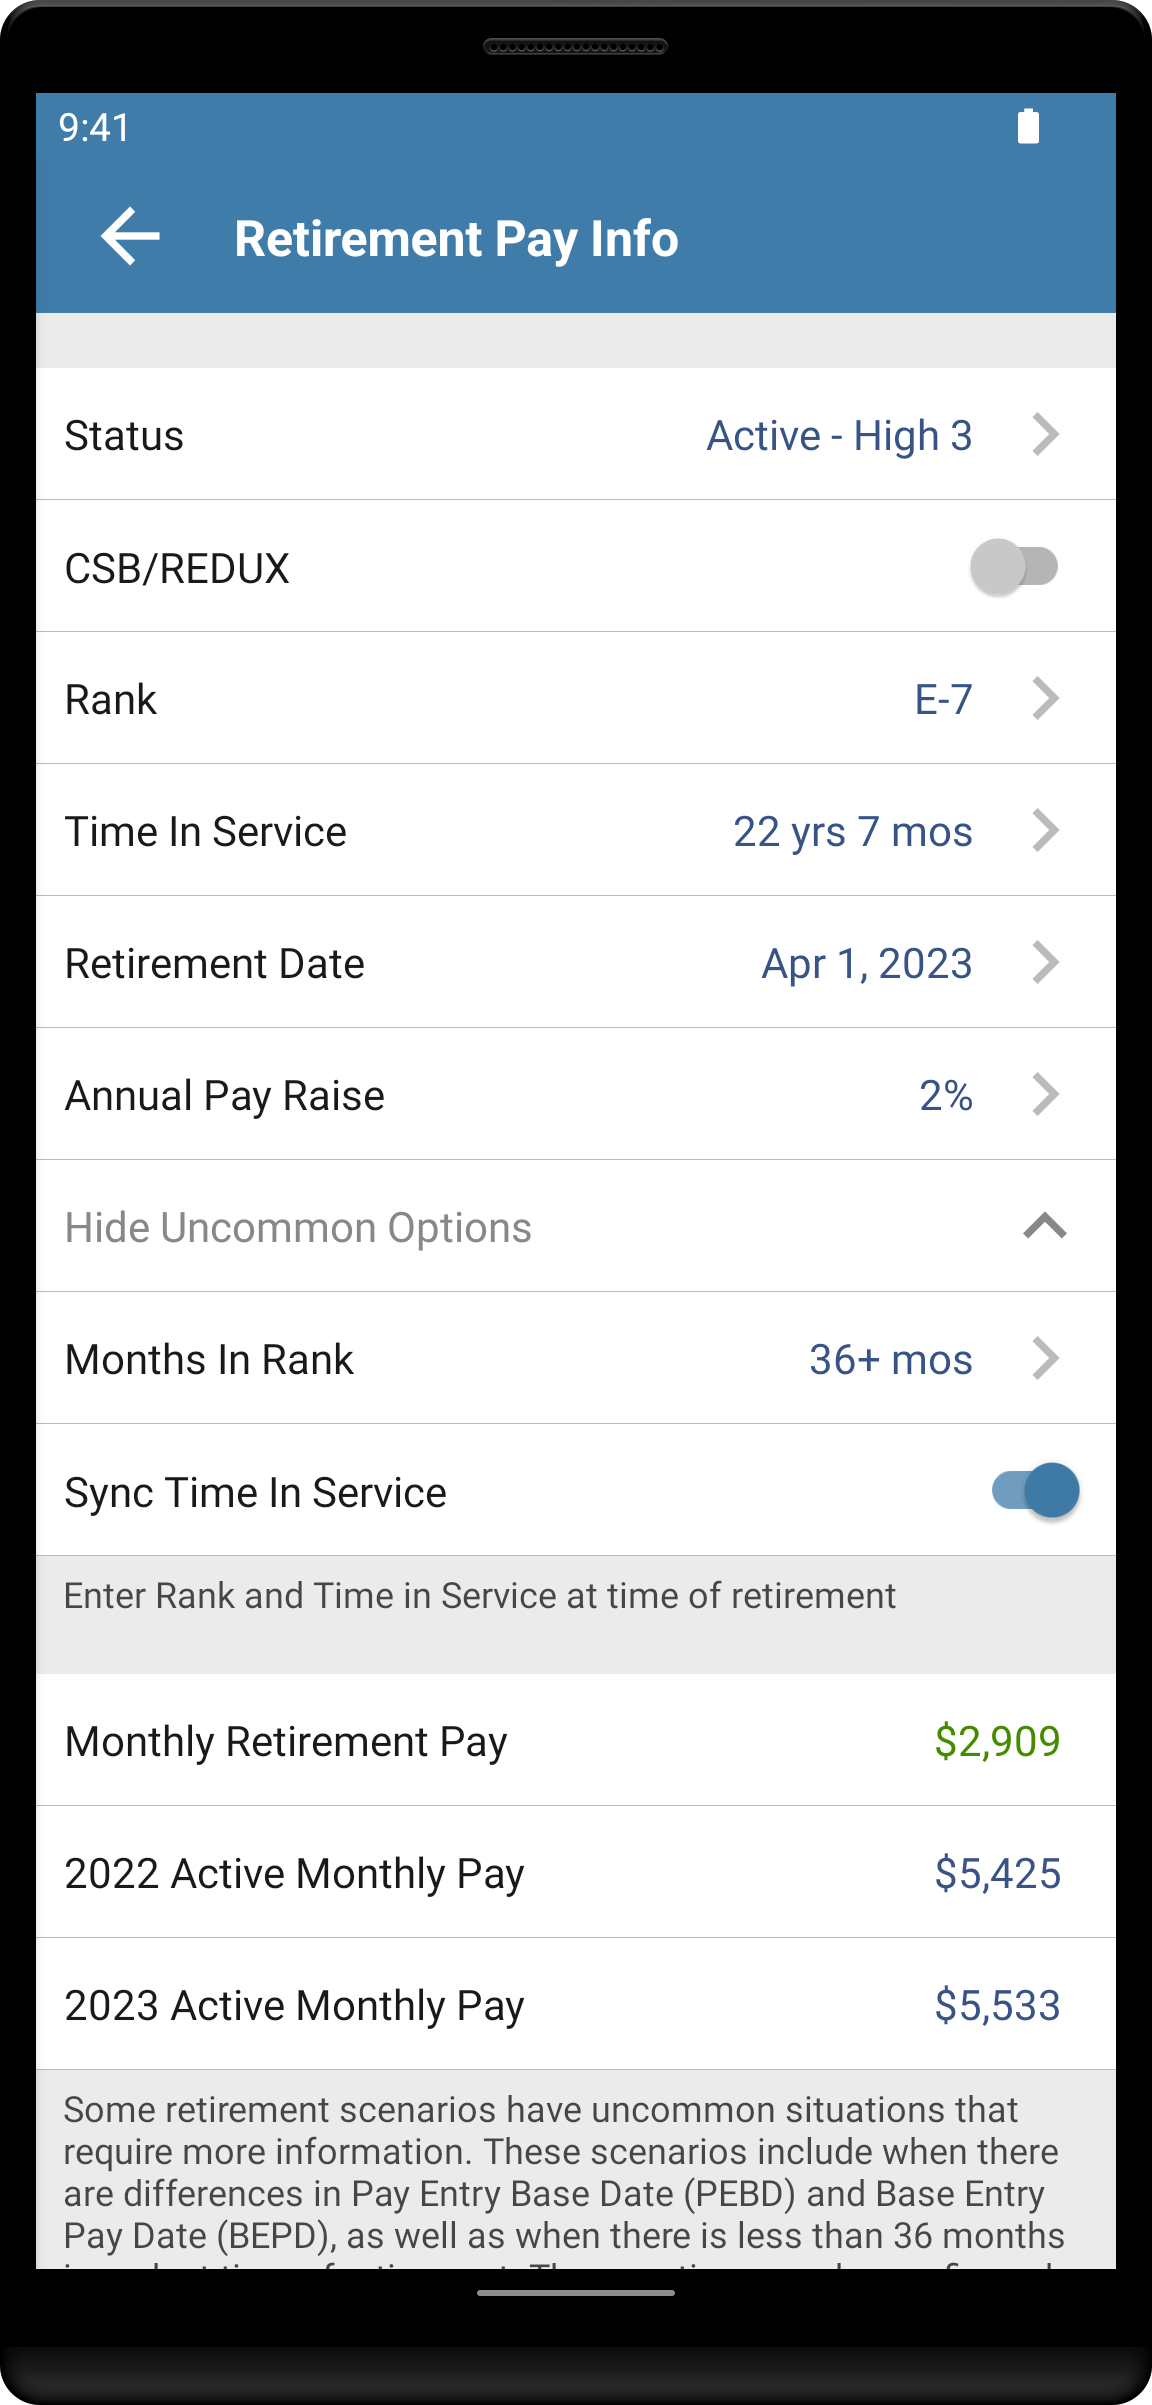 9:41
Retirement Pay Info
Status Active - High 3
CSB/REDUX
Rank E-7
Time In Service 22 yrs 7 mos
Retirement Date Apr 1, 2023
Annual Pay Raise 2%
Hide Uncommon Options
Months In Rank 36+ mos
Sync Time In Service
Enter Rank and Time in Service at time of retirement
Monthly Retirement Pay $2,909
2022 Active Monthly Pay $5,425
2023 Active Monthly Pay $5,533
Some retirement scenarios have uncommon situations that
require more information. These scenarios include when there
are differences in Pay Entry Base Date (PEBD) and Base Entry
Pay Date (BEPD), as well as when there is less than 36 months